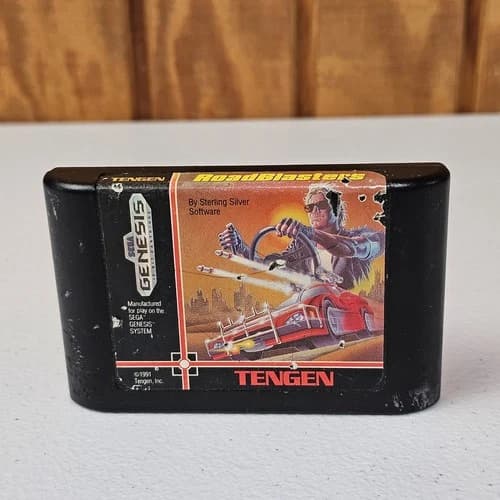 TENGEN
RoadBlasters
By Sterling Silver
Software
SEGA
GENESIS
Manufactured
for play on the
SEGA
GENESIS
SYSTEM
©1991
Tengen, Inc.
TENGEN